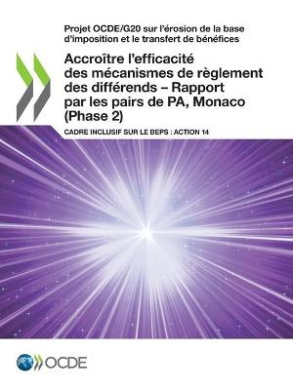 Projet OCDE/G20 sur l'érosion de la base
d'imposition et le transfert de bénéfices
Accroître l'efficacité
des mécanismes de règlement
des différends – Rapport
par les pairs de PA, Monaco
(Phase 2)
CADRE INCLUSIF SUR LE BEPS : ACTION 14
OCDE